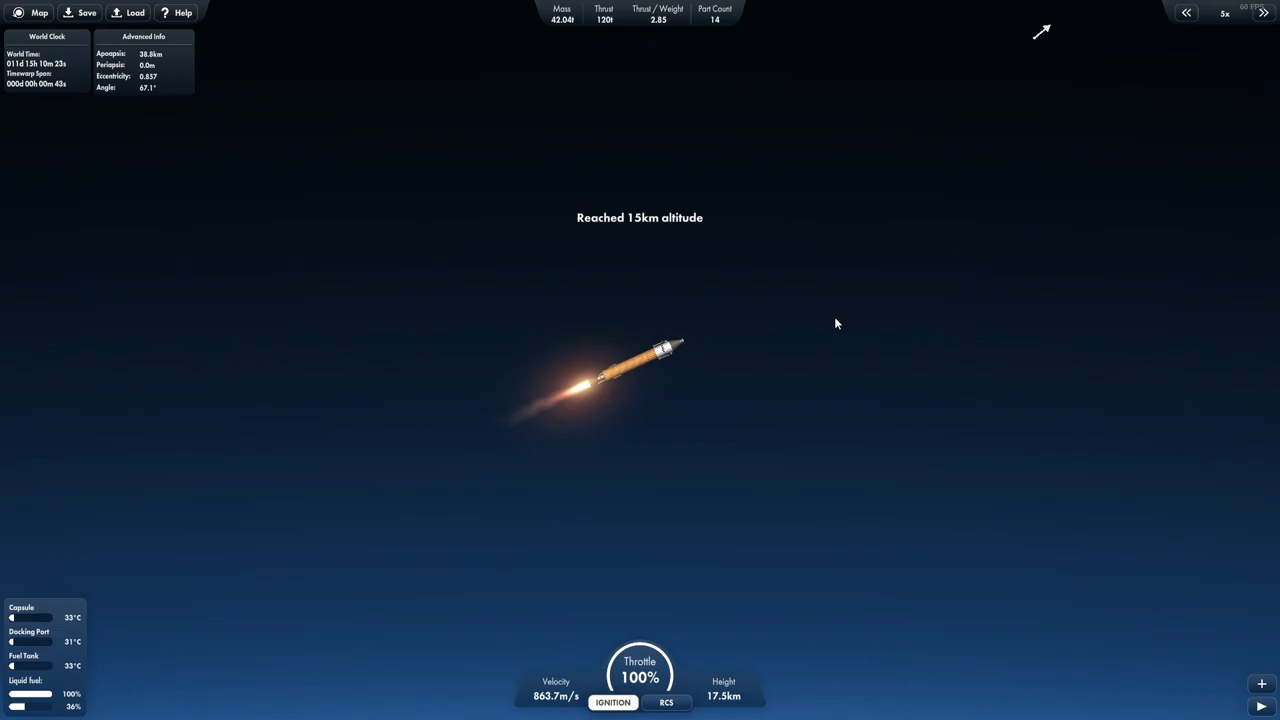 Map
Save
Load
Help
Mass
42.04t
Thrust
120t
Thrust / Weight
2.85
Part Count
14
60 FPS
5x
World Clock
World Time:
011d 15h 10m 23s
Timewarp Span:
000d 00h 00m 43s
Advanced Info
Apoapsis: 38.8km
Periapsis: 0.0m
Eccentricity: 0.857
Angle: 67.1°
Reached 15km altitude
Capsule
33°C
Docking Port
31°C
Fuel Tank
33°C
Liquid fuel:
100%
36%
Throttle
100%
Velocity
863.7m/s
Height
17.5km
IGNITION
RCS